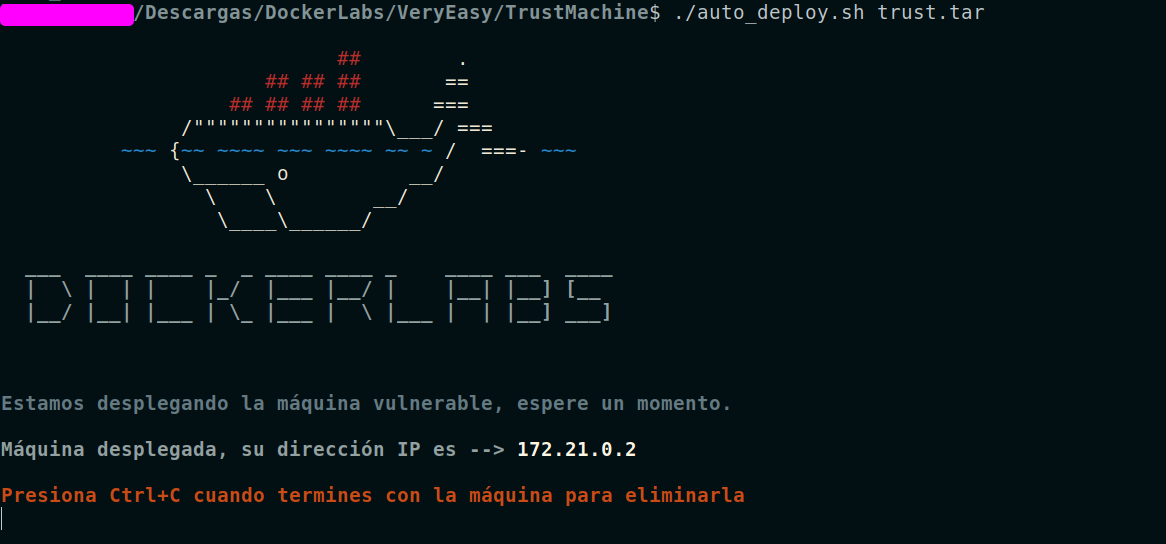 /Descargas/DockerLabs/VeryEasy/TrustMachine$ ./auto_deploy.sh trust.tar
                            ##        .
                      ## ## ##       ==
                   ## ## ## ##      ===
               /""""""""""""""""\___/ ===
          ~~~ {~~ ~~~~ ~~~ ~~~~ ~~ ~ /  ===- ~~~
               \______ o          __/
                 \    \        __/
                  \____\______/

  ___  ____ ____ _  _ ____ ____ _    ____ ___  ____
  |  \ |  | |    |_/  |___ |__/ |    |__| |__] [__
  |__/ |__| |___ | \_ |___ |  \ |___ |  | |__] ___]

Estamos desplegando la máquina vulnerable, espere un momento.
Máquina desplegada, su dirección IP es --> 172.21.0.2
Presiona Ctrl+C cuando termines con la máquina para eliminarla